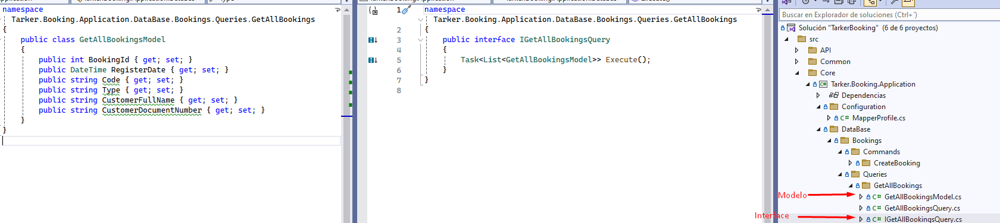 namespace
Tarker.Booking.Application.DataBase.Bookings.Queries.GetAllBookings
{
public class GetAllBookingsModel
{
public int BookingId { get; set; }
public DateTime RegisterDate { get; set; }
public string Code { get; set; }
public string Type { get; set; }
public string CustomerFullName { get; set; }
public string CustomerDocumentNumber { get; set; }
}
}
1 namespace
Tarker.Booking.Application.DataBase.Bookings.Queries.GetAllBookings
2 {
3 public interface IGetAllBookingsQuery
4 {
5 Task<List<GetAllBookingsModel>> Execute();
6 }
7 }
8
Buscar en Explorador de soluciones (Ctrl+´)
Solución "TarkerBooking" (6 de 6 proyectos)
src
API
Common
Core
C# Tarker.Booking.Application
Dependencias
Configuration
C# MapperProfile.cs
DataBase
Bookings
Commands
CreateBooking
Queries
GetAllBookings
Modelo C# GetAllBookingsModel.cs
C# GetAllBookingsQuery.cs
Interface C# IGetAllBookingsQuery.cs